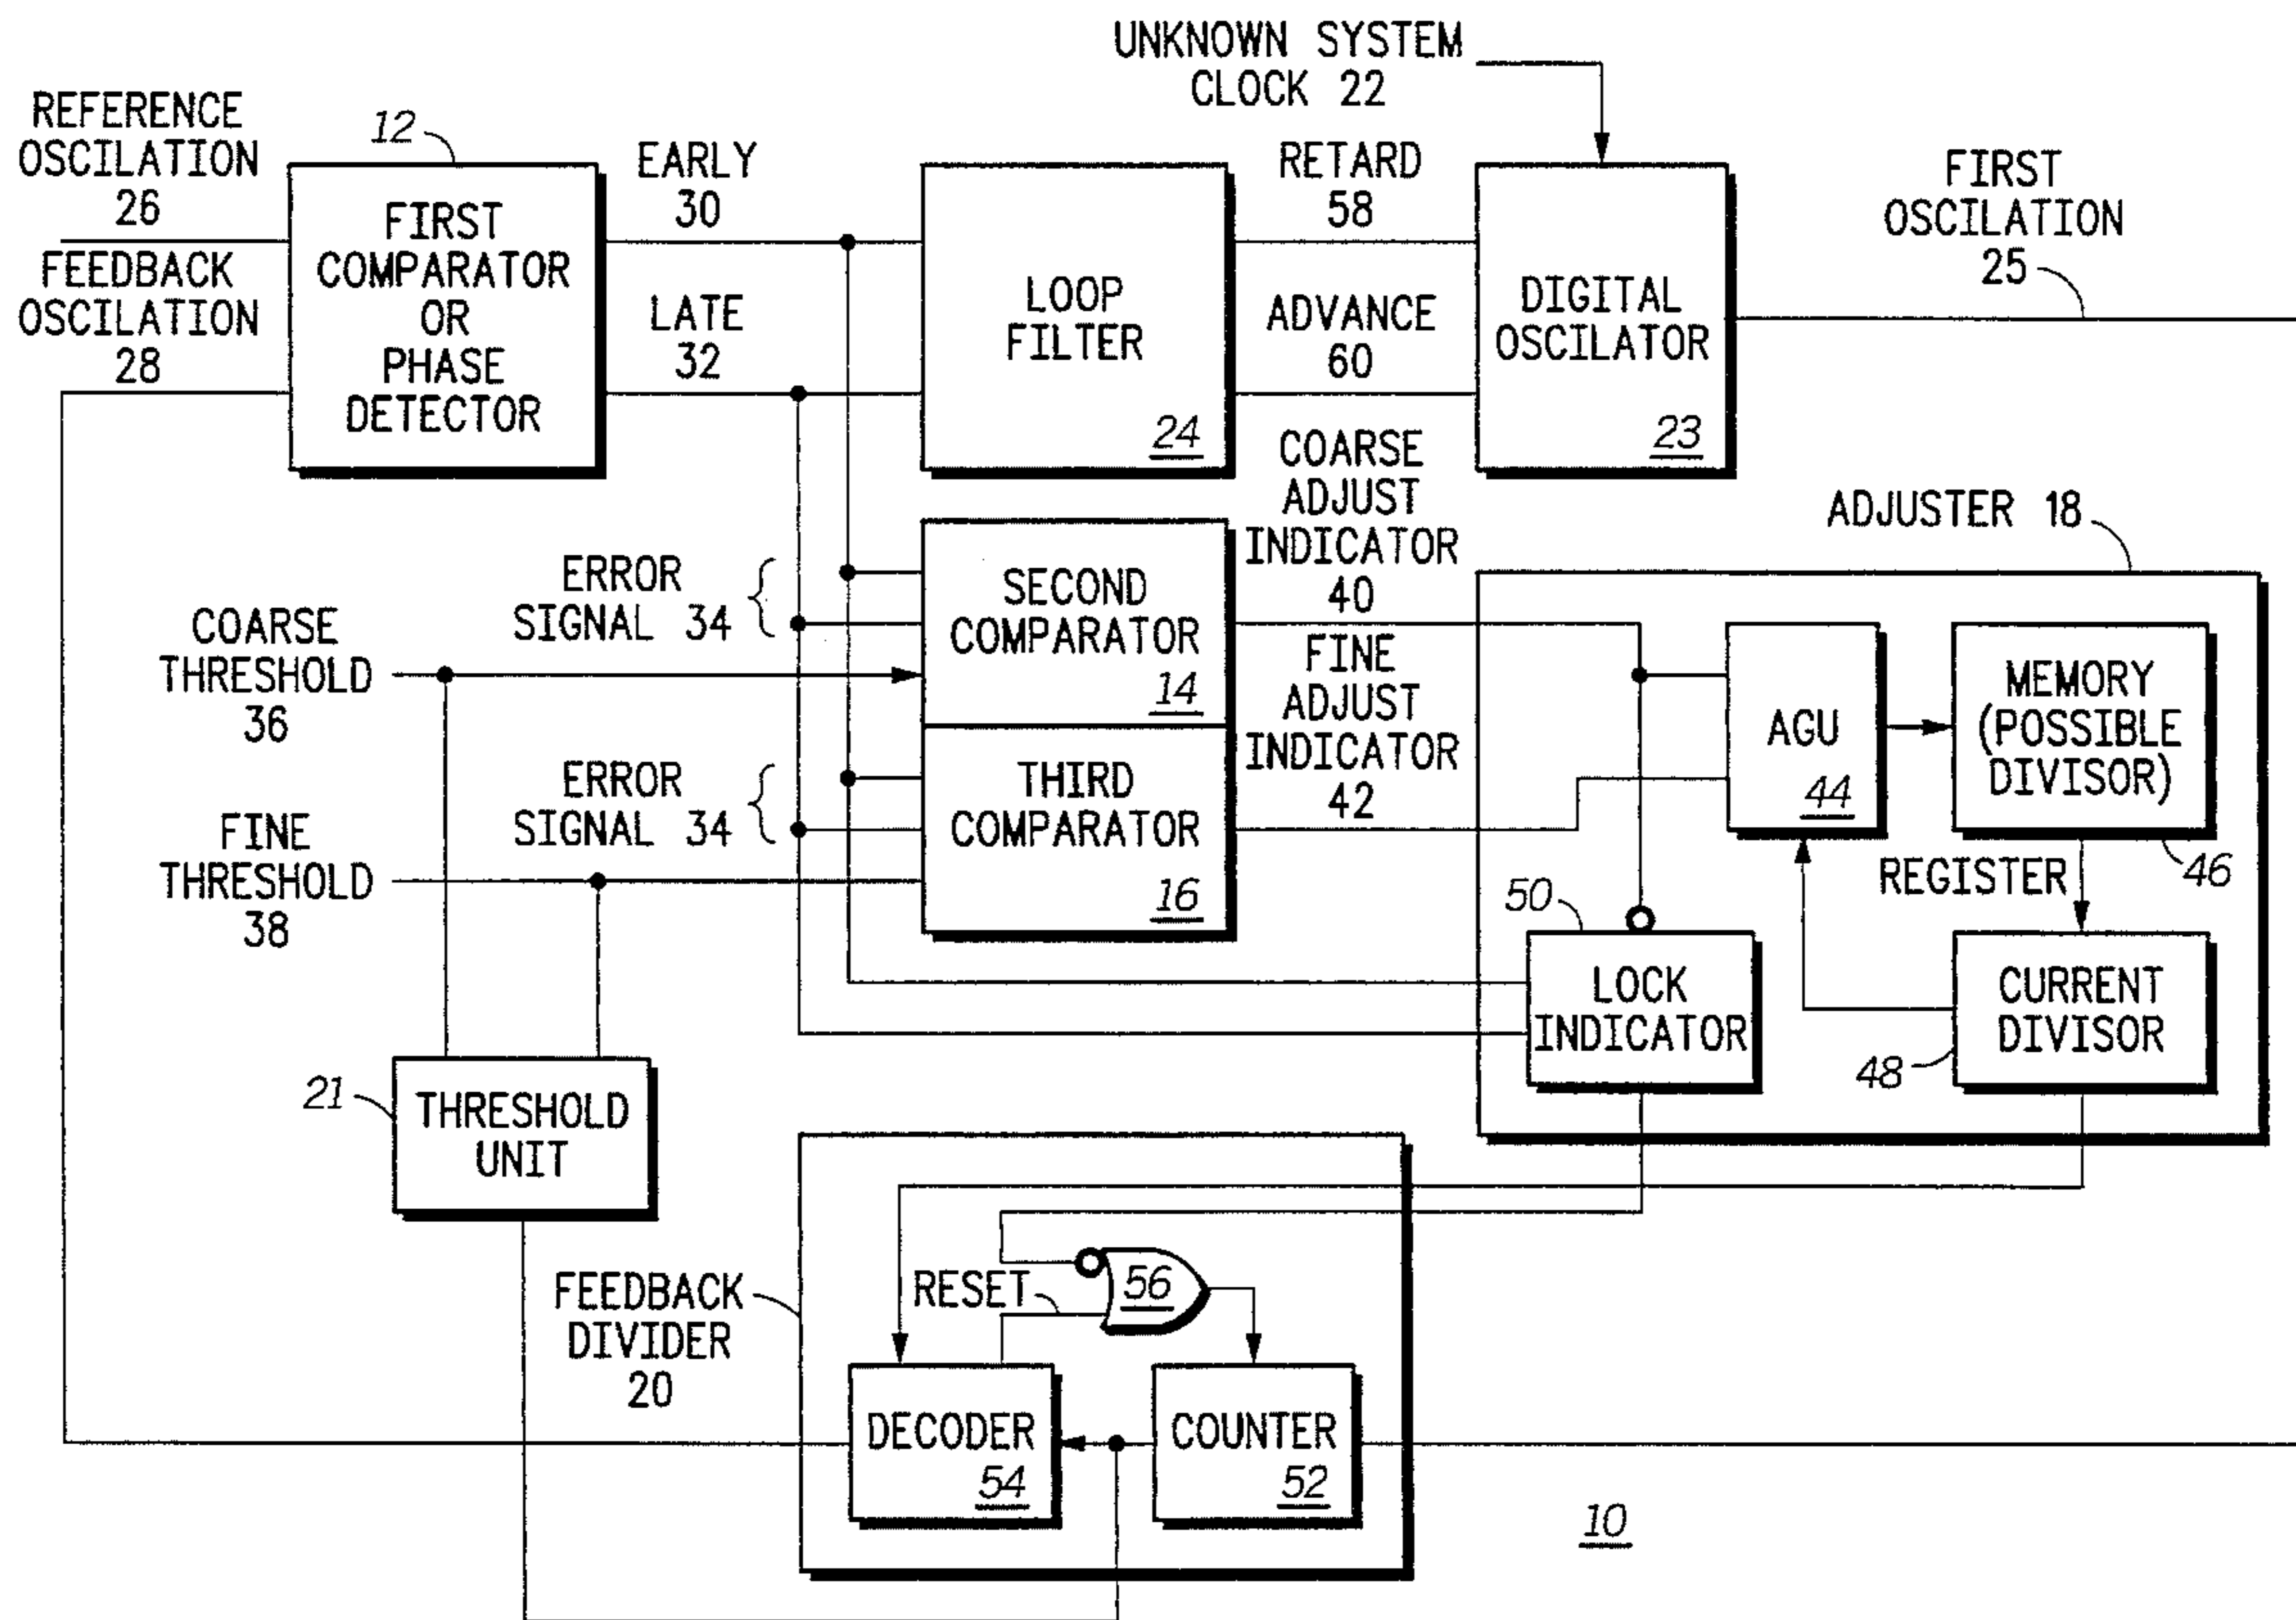 UNKNOWN SYSTEM
CLOCK 22
REFERENCE
OSCILATION
26
FEEDBACK
OSCILATION
28
12
FIRST
COMPARATOR
OR
PHASE
DETECTOR
EARLY
30
LATE
32
LOOP
FILTER
24
RETARD
58
ADVANCE
60
DIGITAL
OSCILATOR
23
FIRST
OSCILATION
25
COARSE
ADJUST
INDICATOR
40
FINE
ADJUST
INDICATOR
42
ERROR
SIGNAL 34
COARSE
THRESHOLD
36
SECOND
COMPARATOR
14
ERROR
SIGNAL 34
FINE
THRESHOLD
38
THIRD
COMPARATOR
16
ADJUSTER 18
AGU
44
MEMORY
(POSSIBLE
DIVISOR)
46
REGISTER
50
LOCK
INDICATOR
CURRENT
DIVISOR
48
21
THRESHOLD
UNIT
FEEDBACK
DIVIDER
20
RESET
56
DECODER
54
COUNTER
52
10